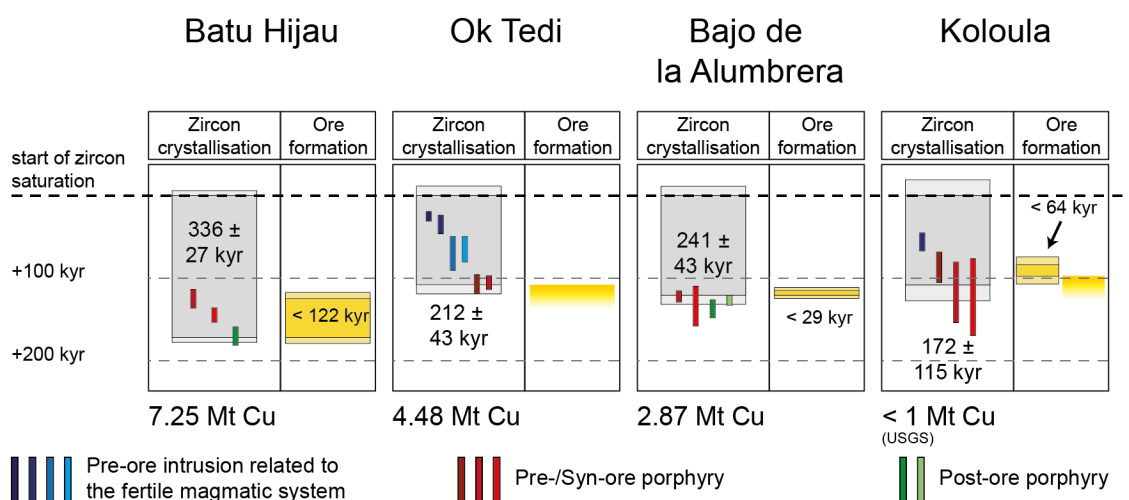 Batu Hijau
Ok Tedi
Bajo de
la Alumbrera
Koloula
Zircon
crystallisation
Ore
formation
Zircon
crystallisation
Ore
formation
Zircon
crystallisation
Ore
formation
Zircon
crystallisation
Ore
formation
start of zircon
saturation
+100 kyr
+200 kyr
336 ±
27 kyr
< 122 kyr
212 ±
43 kyr
241 ±
43 kyr
< 29 kyr
< 64 kyr
172 ±
115 kyr
7.25 Mt Cu
4.48 Mt Cu
2.87 Mt Cu
< 1 Mt Cu
(USGS)
Pre-ore intrusion related to
the fertile magmatic system
Pre-/Syn-ore porphyry
Post-ore porphyry